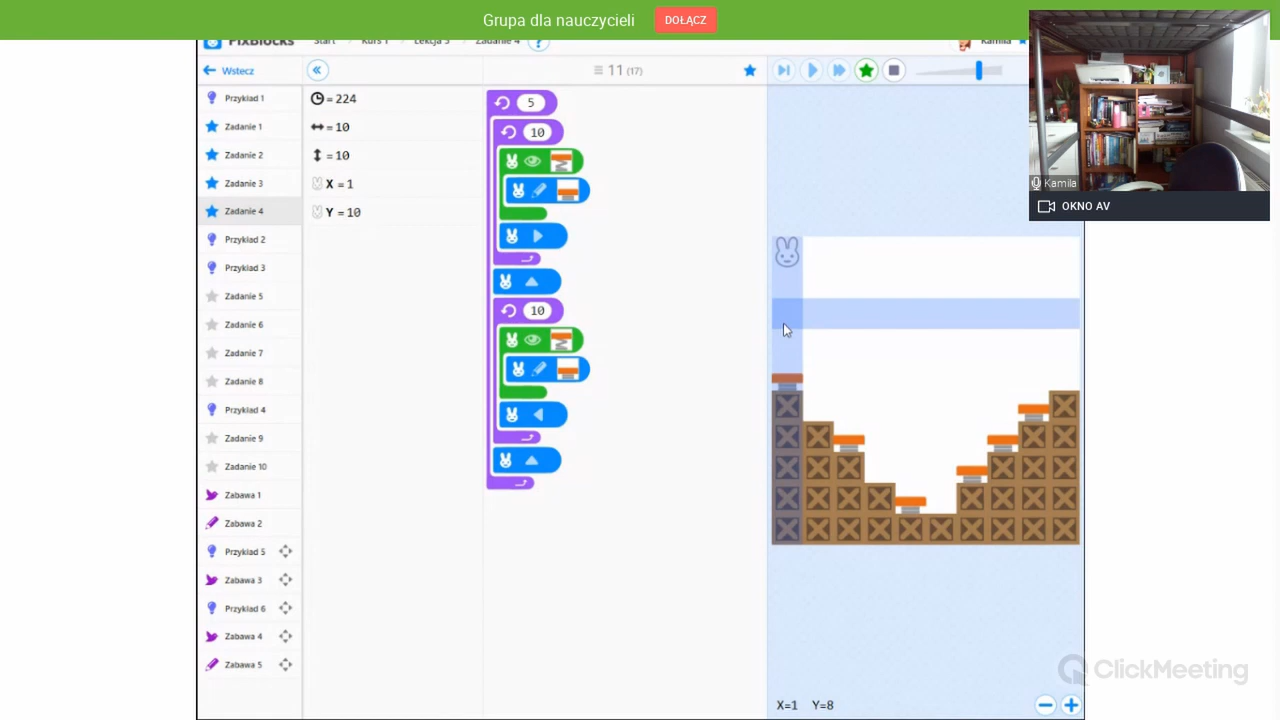 Grupa dla nauczycieli DOŁĄCZ
PixBlocks Start Kurs 1 Lekcja 3 Zadanie 4 ? Kamila
Wstecz
11 (17)
Przykład 1
Zadanie 1
Zadanie 2
Zadanie 3
Zadanie 4
Przykład 2
Przykład 3
Zadanie 5
Zadanie 6
Zadanie 7
Zadanie 8
Przykład 4
Zadanie 9
Zadanie 10
Zabawa 1
Zabawa 2
Przykład 5
Zabawa 3
Przykład 6
Zabawa 4
Zabawa 5
= 224
= 10
= 10
X = 1
Y = 10
5
10
10
Kamila
OKNO AV
X=1 Y=8
ClickMeeting